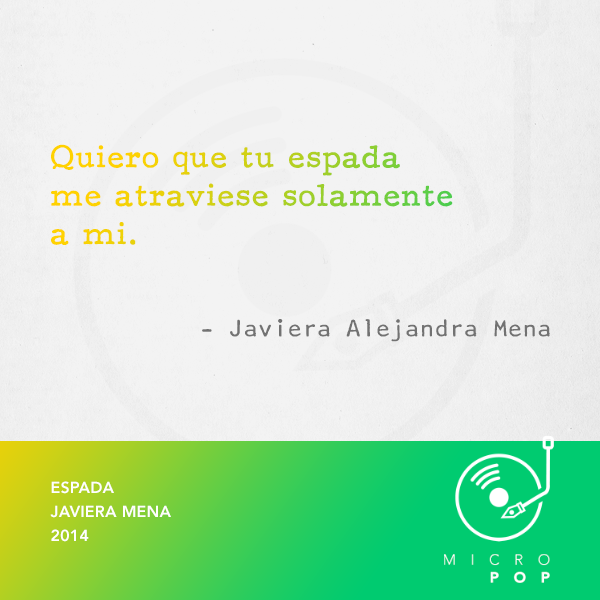 Quiero que tu espada
me atraviese solamente
a mi.
- Javiera Alejandra Mena
ESPADA
JAVIERA MENA
2014
MICRO
POP